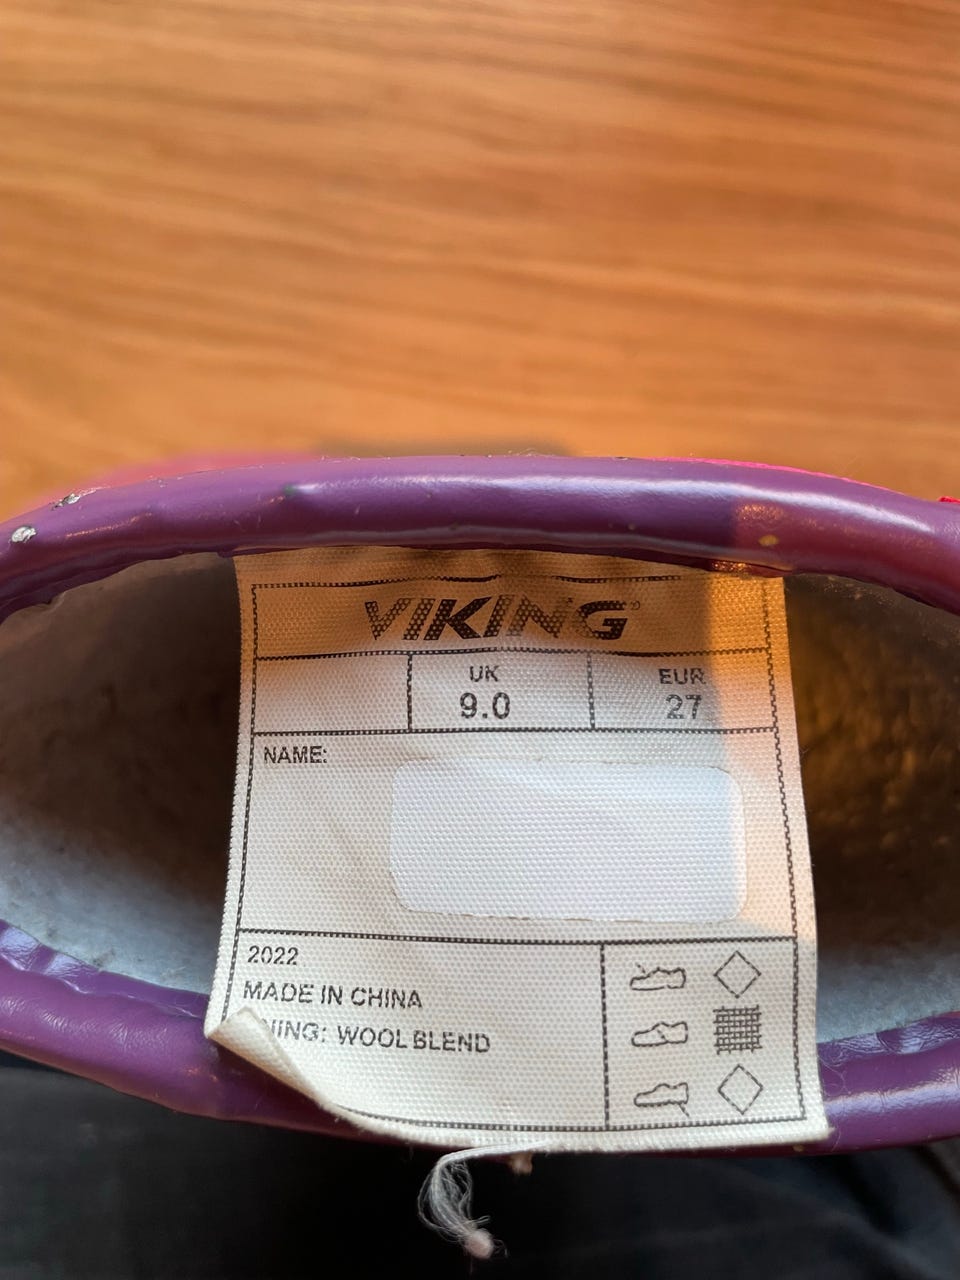 VIKING®
UK EUR
9.0 27
NAME:
2022
MADE IN CHINA
WOOL BLEND